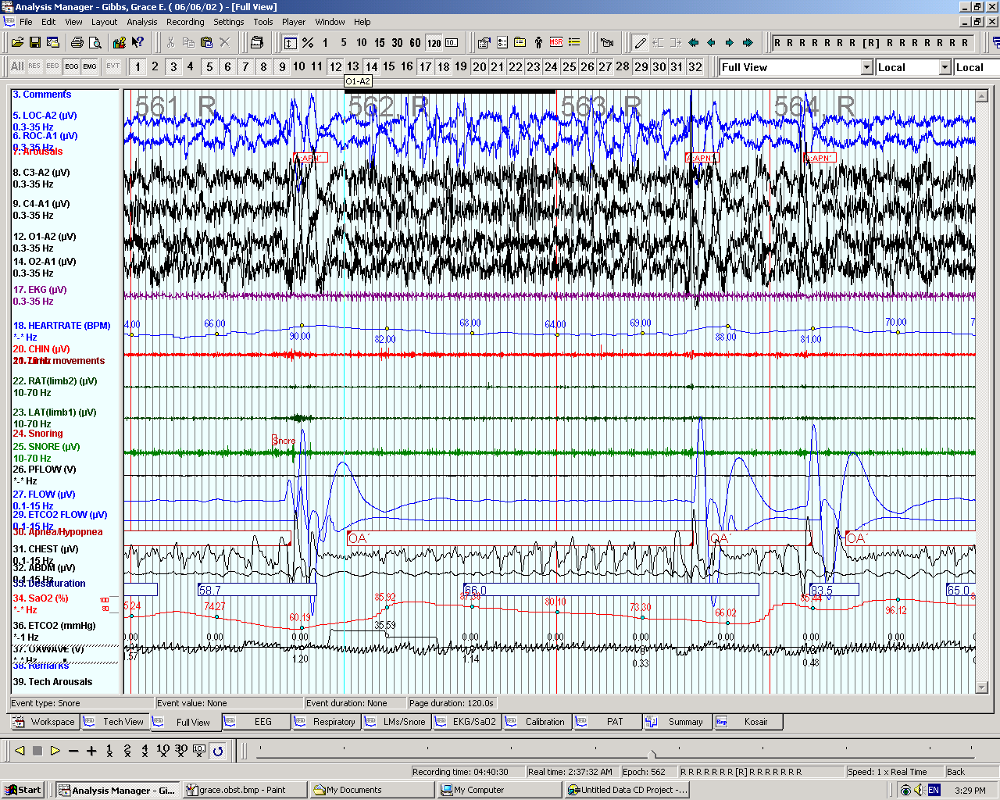 Analysis Manager - Gibbs, Grace E. ( 06/06/02 ) - [Full View]
File Edit View Layout Analysis Recording Settings Tools Player Window Help
% 1 5 10 15 30 60 120 10.. MSR R R R R R R R [R] R R R R R R R
All RES EEG EOG EMG EVT 1 2 3 4 5 6 7 8 9 10 11 12 13 14 15 16 17 18 19 20 21 22 23 24 25 26 27 28 29 30 31 32 Full View Local Local
O1-A2
3. Comments
561, R 562, R 563, R 564, R
5. LOC-A2 (µV)
0.3-35 Hz
6. ROC-A1 (µV)
0.3-35 Hz
7. Arousals
A:APN´ A:APN´ A:APN´
8. C3-A2 (µV)
0.3-35 Hz
9. C4-A1 (µV)
0.3-35 Hz
12. O1-A2 (µV)
0.3-35 Hz
14. O2-A1 (µV)
0.3-35 Hz
17. EKG (µV)
0.3-35 Hz
18. HEARTRATE (BPM)
*-* Hz
4.00 66.00 90.00 82.00 68.00 64.00 69.00 88.00 81.00 70.00 7
20. CHIN (µV)
Limb movements
22. RAT(limb2) (µV)
10-70 Hz
23. LAT(limb1) (µV)
10-70 Hz
24. Snoring
Snore
25. SNORE (µV)
10-70 Hz
26. PFLOW (V)
*-* Hz
27. FLOW (µV)
0.1-15 Hz
29. ETCO2 FLOW (µV)
0.1-15 Hz
30. Apnea/Hypopnea
OA´ OA´ OA´
31. CHEST (µV)
0.1-15 Hz
32. ABDM (µV)
0.1-15 Hz
33. Desaturation
58.7 66.0 83.5 65.0
34. SaO2 (%)
*-* Hz
100
80
5.24 74.27 60.19 85.92 87.38 80.10 73.30 66.02 85.44 96.12 88
36. ETCO2 (mmHg)
*-1 Hz
0.00 0.00 0.00 35.59 0.00 0.00 0.00 0.00 0.00 0.00 0.0
37. OXWAVE (V)
*-* Hz
1.57 1.20 1.14 0.33 0.48
38. Remarks
39. Tech Arousals
Event type: Snore Event value: None Event duration: None Page duration: 120.0s
Workspace Tech View Full View EEG Respiratory LMs/Snore EKG/SaO2 Calibration PAT Summary Kosair
1 x 2 x 4 x 10 x 30 x 10..
Recording time: 04:40:30 Real time: 2:37:32 AM Epoch: 562 R R R R R R [R] R R R R R R Speed: 1 x Real Time Back
Start Analysis Manager - Gi... grace.obst.bmp - Paint My Documents My Computer Untitled Data CD Project -... EN 3:29 PM